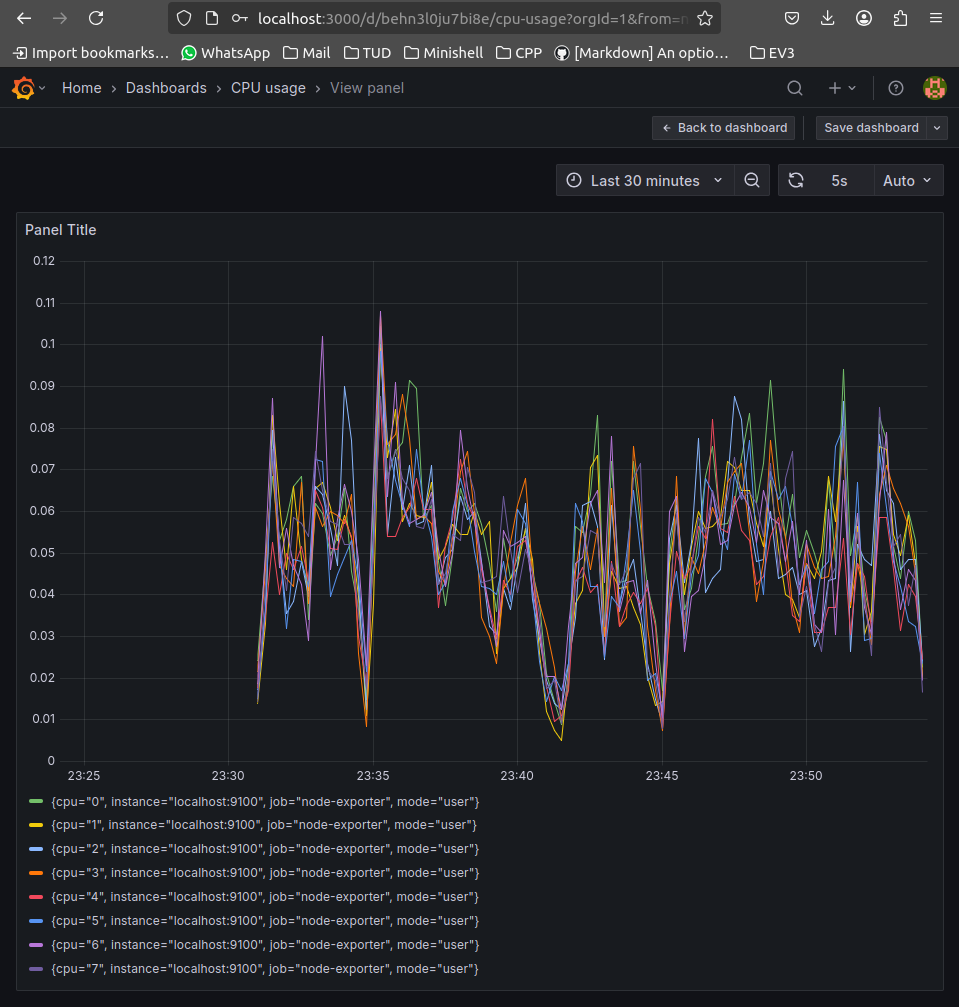 localhost:3000/d/behn3l0ju7bi8e/cpu-usage?orgId=1&from=n
Import bookmarks… WhatsApp Mail TUD Minishell CPP [Markdown] An optio… EV3
Home › Dashboards › CPU usage › View panel
Back to dashboard Save dashboard
Last 30 minutes 5s Auto
Panel Title
0.12
0.11
0.1
0.09
0.08
0.07
0.06
0.05
0.04
0.03
0.02
0.01
0
23:25 23:30 23:35 23:40 23:45 23:50
{cpu="0", instance="localhost:9100", job="node-exporter", mode="user"}
{cpu="1", instance="localhost:9100", job="node-exporter", mode="user"}
{cpu="2", instance="localhost:9100", job="node-exporter", mode="user"}
{cpu="3", instance="localhost:9100", job="node-exporter", mode="user"}
{cpu="4", instance="localhost:9100", job="node-exporter", mode="user"}
{cpu="5", instance="localhost:9100", job="node-exporter", mode="user"}
{cpu="6", instance="localhost:9100", job="node-exporter", mode="user"}
{cpu="7", instance="localhost:9100", job="node-exporter", mode="user"}